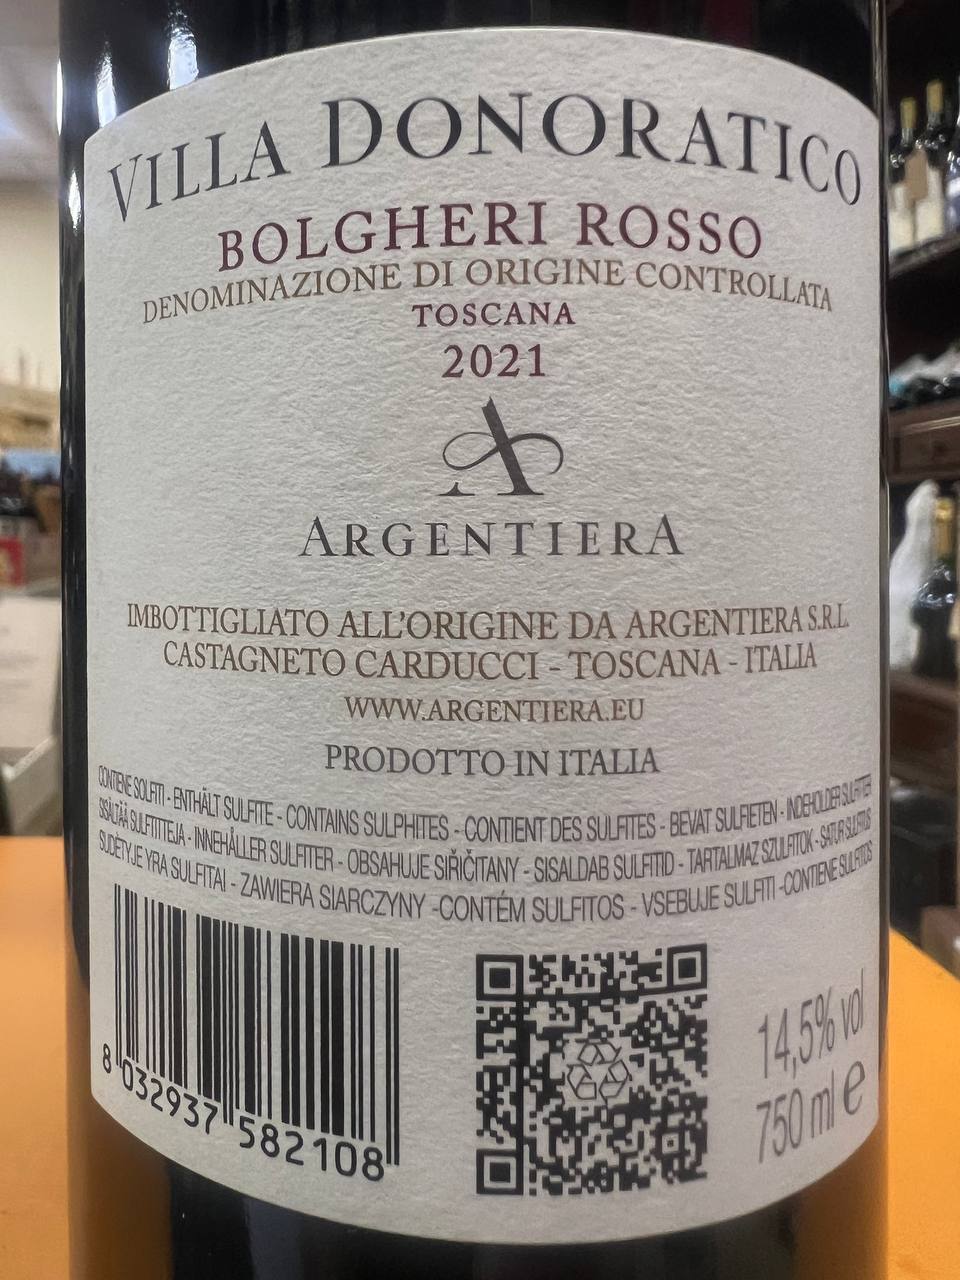 VILLA DONORATICO
BOLGHERI ROSSO
DENOMINAZIONE DI ORIGINE CONTROLLATA
TOSCANA
2021
A
ARGENTIERA
IMBOTTIGLIATO ALL'ORIGINE DA ARGENTIERA S.R.L.
CASTAGNETO CARDUCCI - TOSCANA - ITALIA
WWW.ARGENTIERA.EU
PRODOTTO IN ITALIA
CONTIENE SOLFITI - ENTHÄLT SULFITE - CONTAINS SULPHITES - CONTIENT DES SULFITES - BEVAT SULFIETEN - INDEHOLDER SULFITTER
SISÄLTÄÄ SULFIITTEJA - INNEHÅLLER SULFITER - OBSAHUJE SIŘIČITANY - SISALDAB SULFITID - TARTALMAZ SZULFITOK - SATUR SULFITUS
SUDĖTYJE YRA SULFITAI - ZAWIERA SIARCZYNY -CONTÉM SULFITOS - VSEBUJE SULFITI -CONTIENE SULFITOS
8 032937 582108
14,5% vol
750 ml e